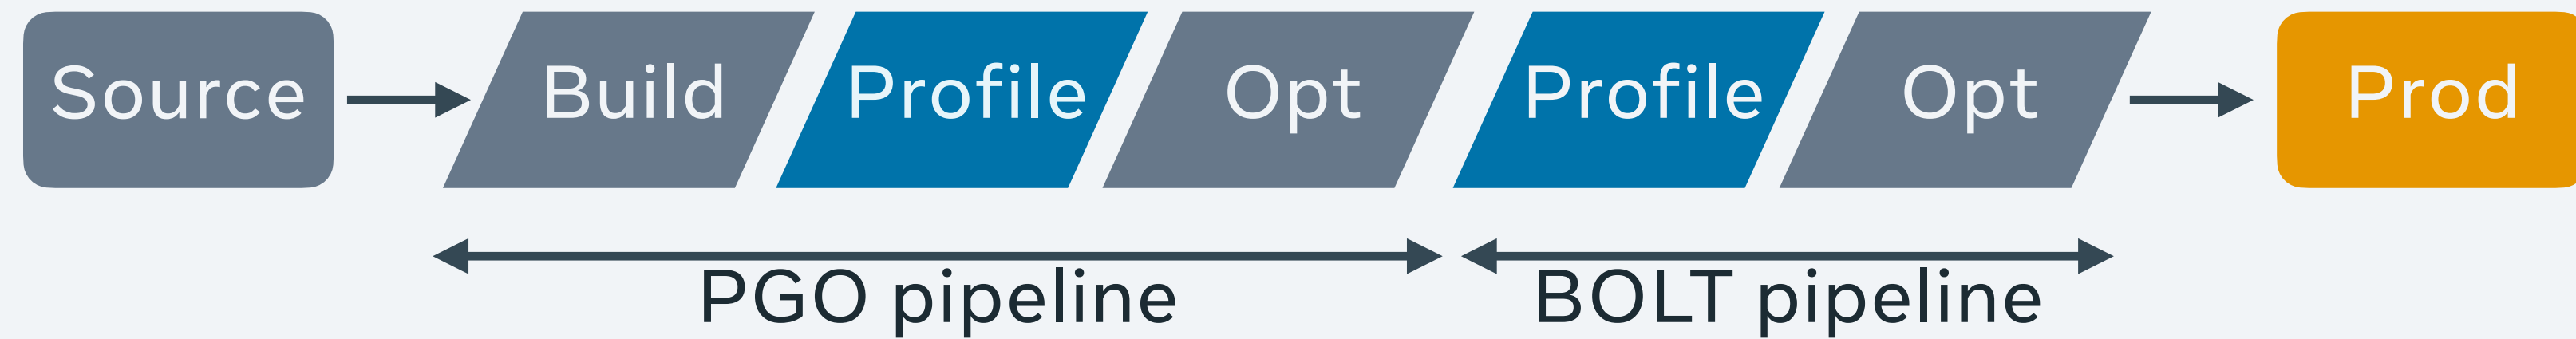 Source Build Profile Opt Profile Opt Prod
PGO pipeline BOLT pipeline